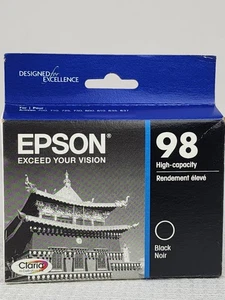 DESIGNED for
EXCELLENCE
EPSON
EXCEED YOUR VISION
98
High-capacity
Rendement élevé
Black
Noir
Claria